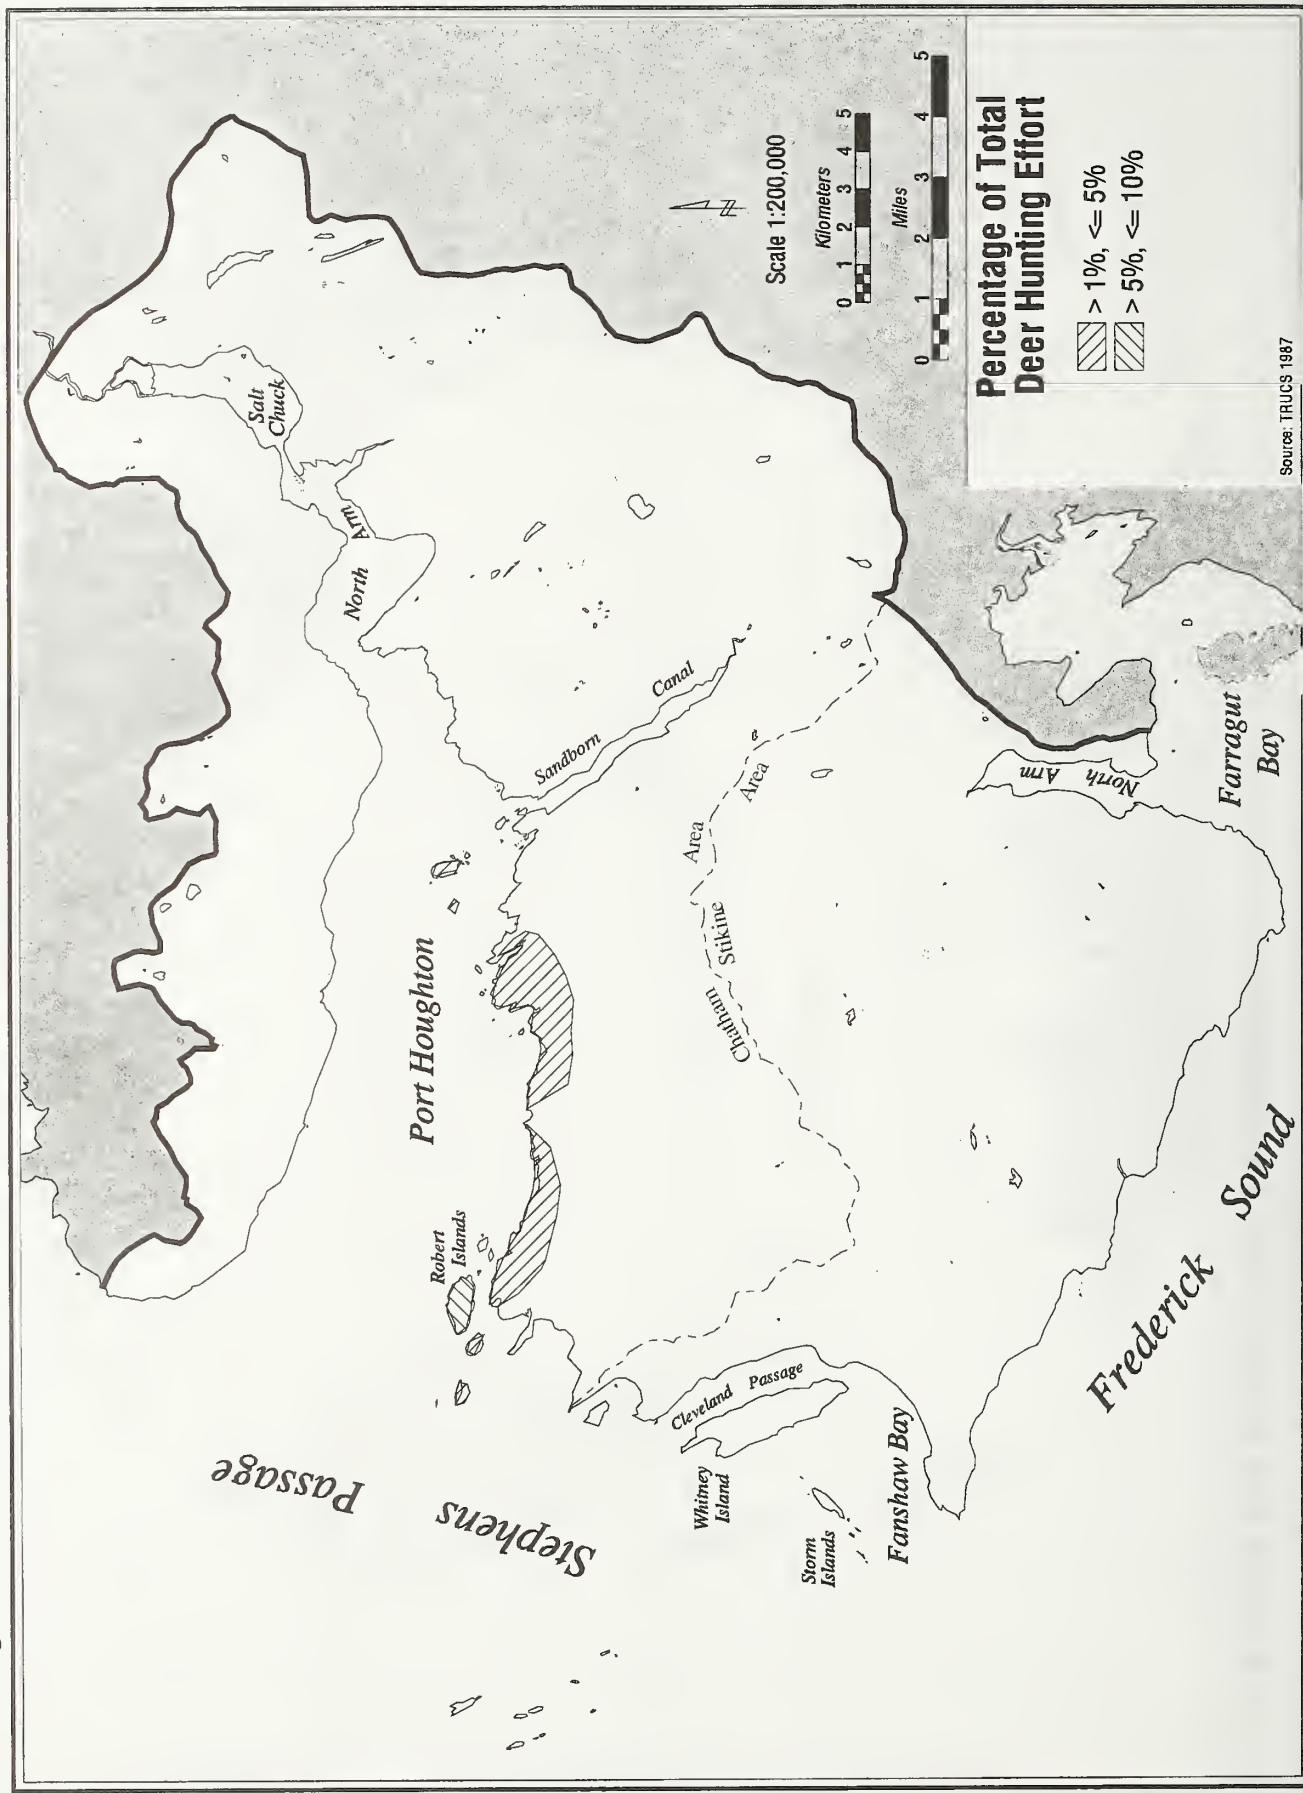 Stephens
Passage
Port Houghton
Robert
Islands
North
Arm
Salt
Chuck
Sandborn
Canal
Chatham
Area
Stikine
Area
Cleveland Passage
Whitney
Island
Storm
Islands
Fanshaw Bay
Frederick
Sound
North Arm
Farragut
Bay
Scale 1:200,000
Kilometers
0 1 2 3 4 5
Miles
0 1 2 3 4 5
Percentage of Total
Deer Hunting Effort
> 1%, <= 5%
> 5%, <= 10%
Source: TRUCS 1987